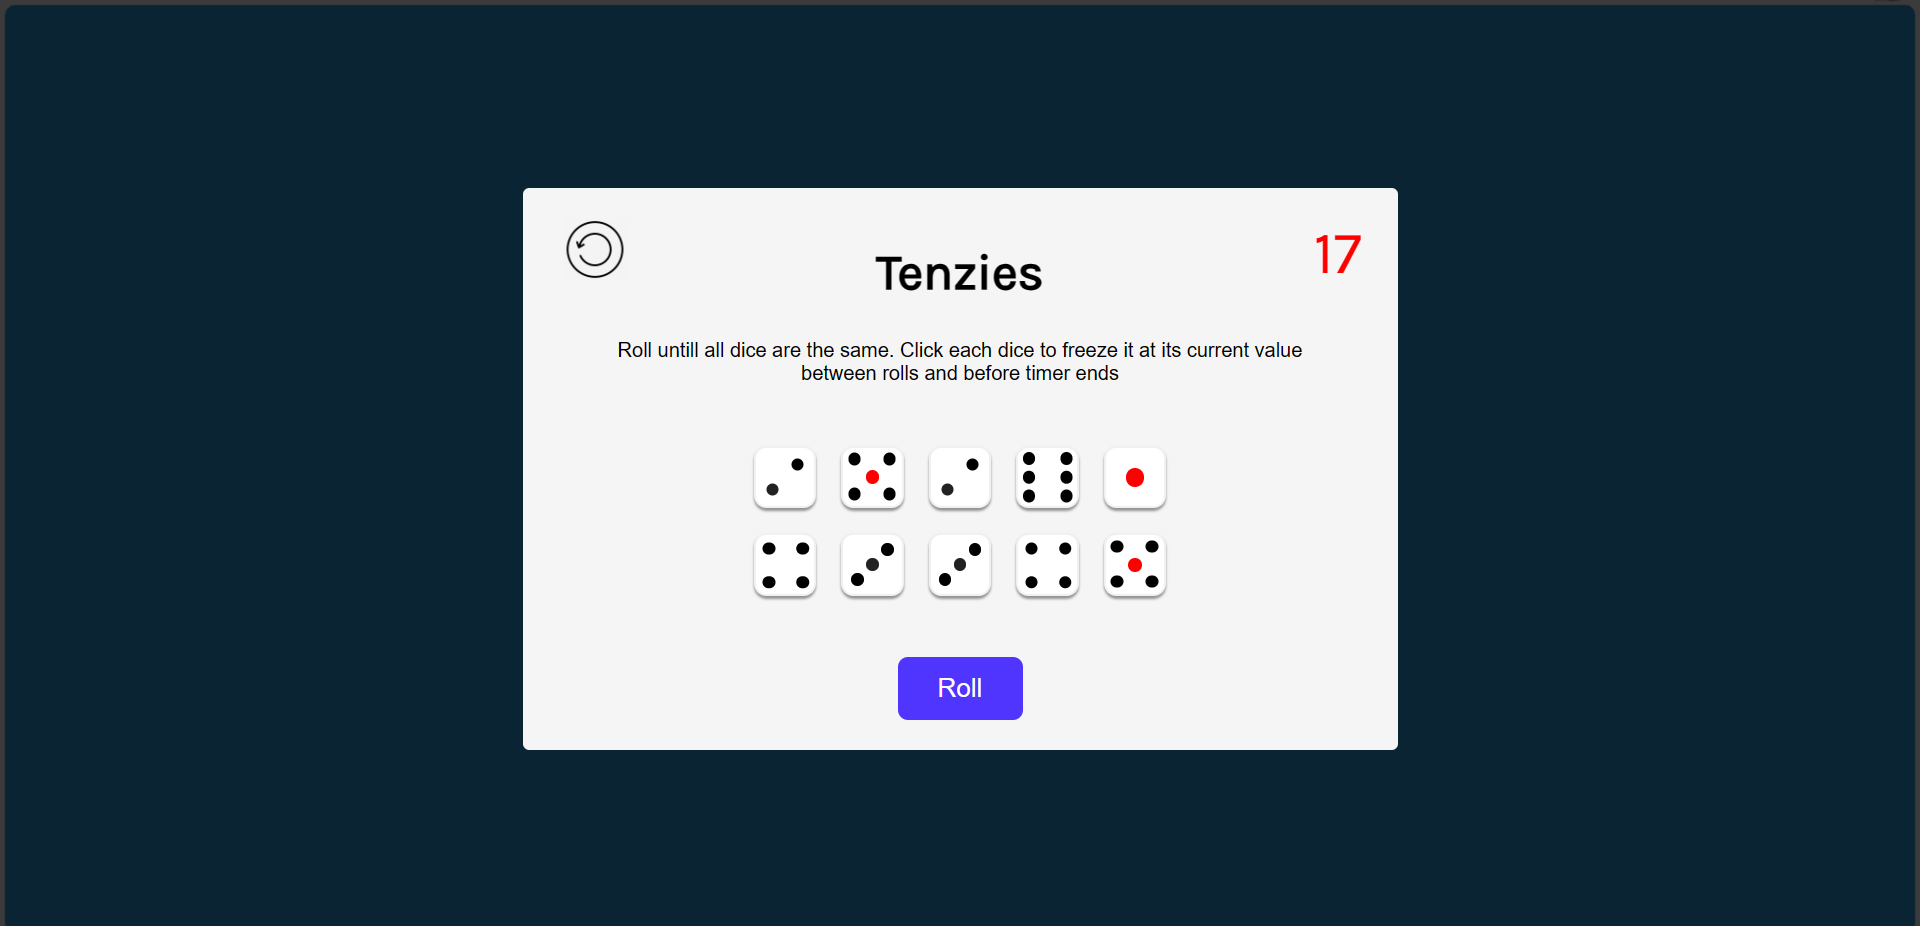 17
Tenzies
Roll untill all dice are the same. Click each dice to freeze it at its current value
between rolls and before timer ends
Roll